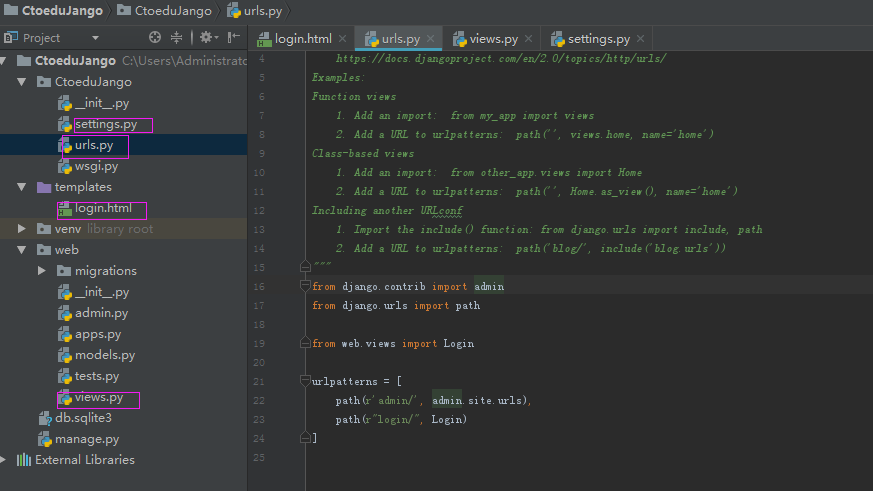 CtoeduJango CtoeduJango urls.py
Project
login.html urls.py views.py settings.py
CtoeduJango C:\Users\Administrato
CtoeduJango
__init__.py
settings.py
urls.py
wsgi.py
templates
login.html
venv library root
web
migrations
__init__.py
admin.py
apps.py
models.py
tests.py
views.py
db.sqlite3
manage.py
External Libraries
4 https://docs.djangoproject.com/en/2.0/topics/http/urls/
5 Examples:
6 Function views
7 1. Add an import: from my_app import views
8 2. Add a URL to urlpatterns: path('', views.home, name='home')
9 Class-based views
10 1. Add an import: from other_app.views import Home
11 2. Add a URL to urlpatterns: path('', Home.as_view(), name='home')
12 Including another URLconf
13 1. Import the include() function: from django.urls import include, path
14 2. Add a URL to urlpatterns: path('blog/', include('blog.urls'))
15 """
16 from django.contrib import admin
17 from django.urls import path
18
19 from web.views import Login
20
21 urlpatterns = [
22 path(r'admin/', admin.site.urls),
23 path(r"login/", Login)
24 ]
25